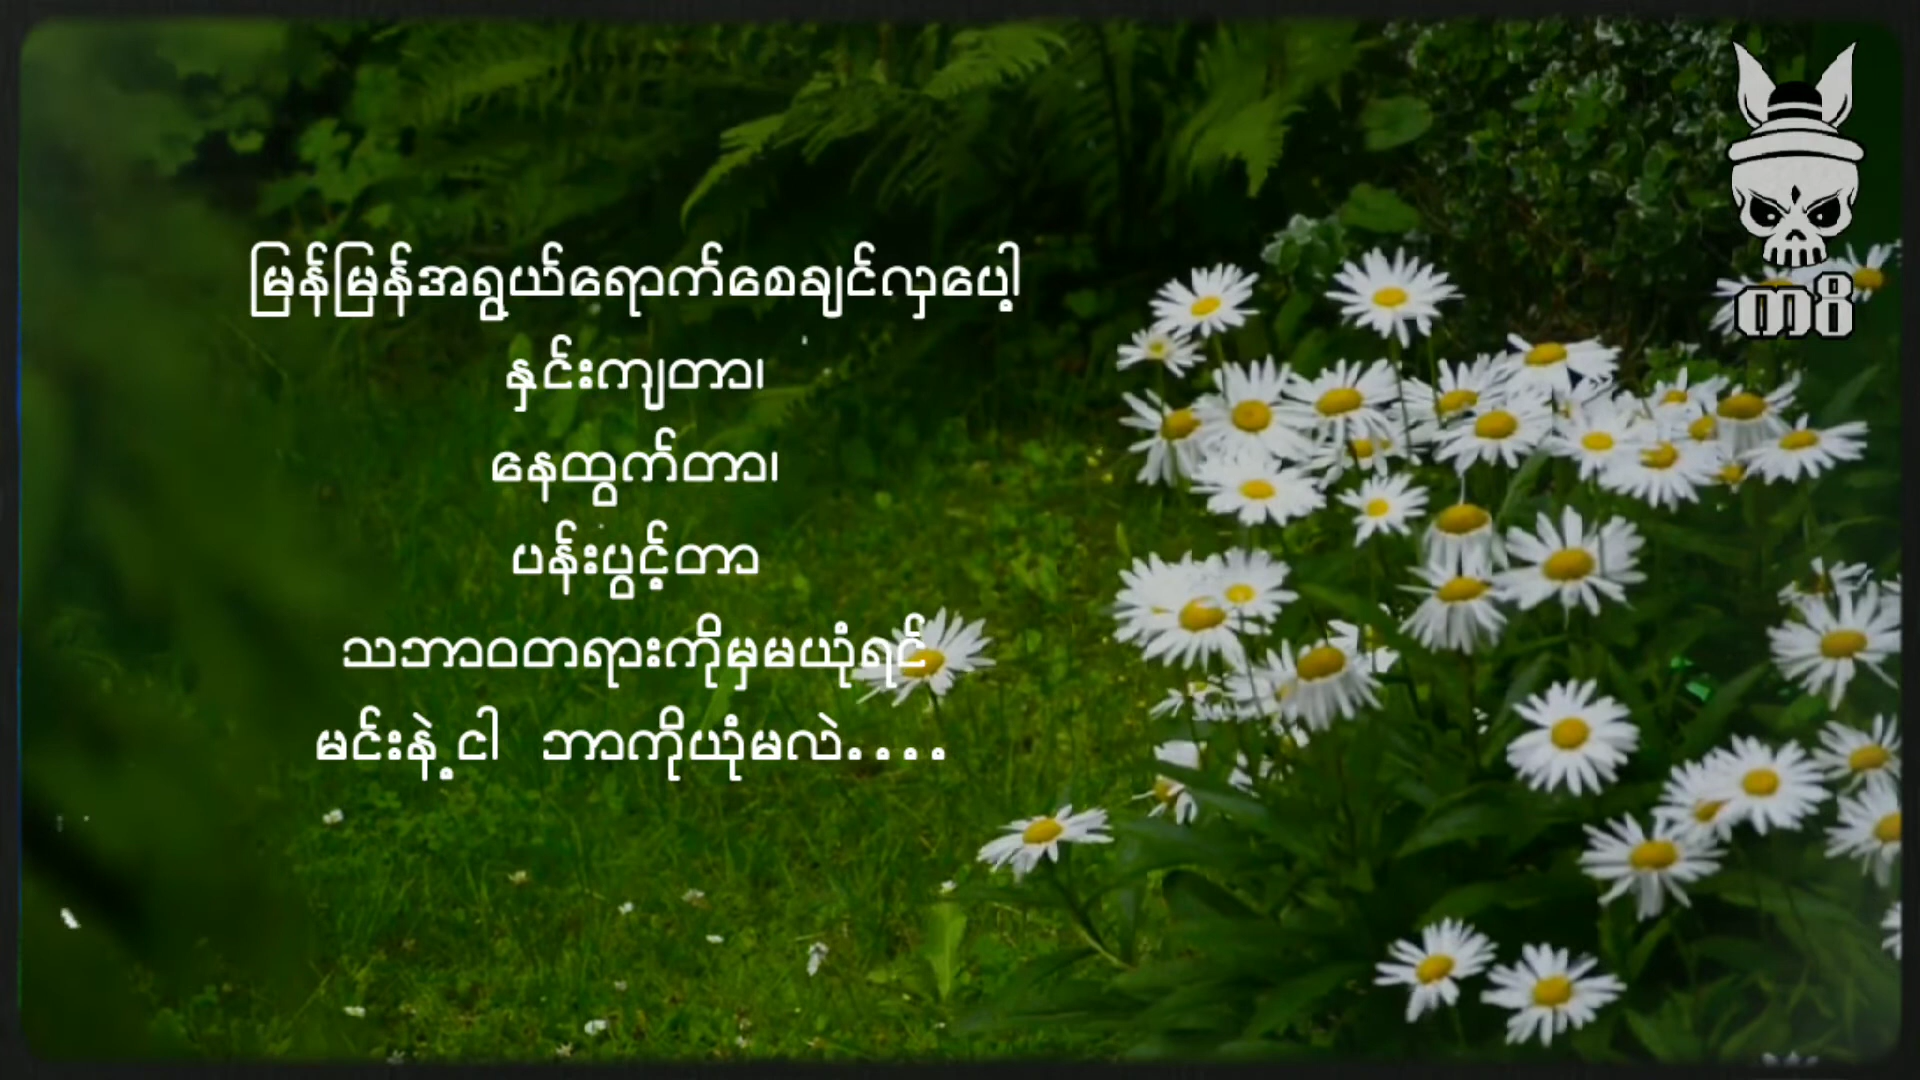 မြန်မြန်အရွယ်ရောက်စေချင်လှပေါ့
နှင်းကျတာ၊
နေထွက်တာ၊
ပန်းပွင့်တာ
သဘာဝတရားကိုမှမယုံရင်
မင်းနဲ့ငါ ဘာကိုယုံမလဲ....